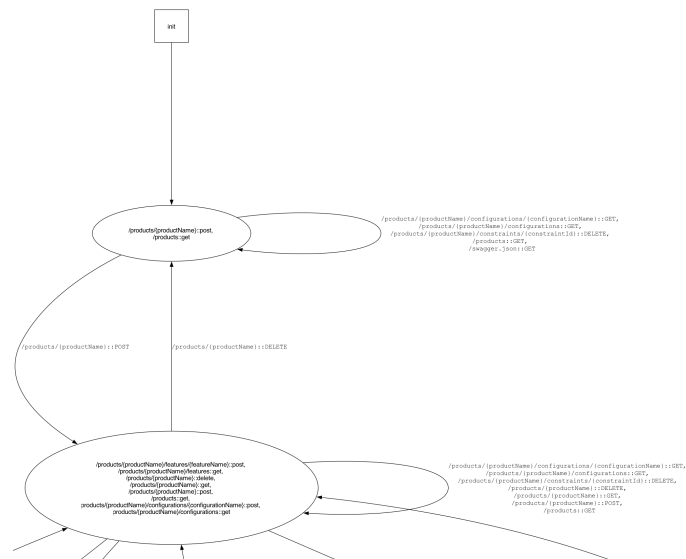 init
/products/{productName}::post,
/products::get
/products/{productName}/configurations/{configurationName}::GET,
/products/{productName}/configurations::GET,
/products/{productName}/constraints/{constraintId}::DELETE,
/products::GET,
/swagger.json::GET
/products/{productName}::POST
/products/{productName}::DELETE
/products/{productName}/features/{featureName}::post,
/products/{productName}/features::get,
/products/{productName}::delete,
/products/{productName}::get,
/products/{productName}::post,
/products::get,
products/{productName}/configurations/{configurationName}::post,
products/{productName}/configurations::get
/products/{productName}/configurations/{configurationName}::GET,
/products/{productName}/configurations::GET,
/products/{productName}/constraints/{constraintId}::DELETE,
/products/{productName}::DELETE,
/products/{productName}::GET,
/products/{productName}::POST,
/products::GET